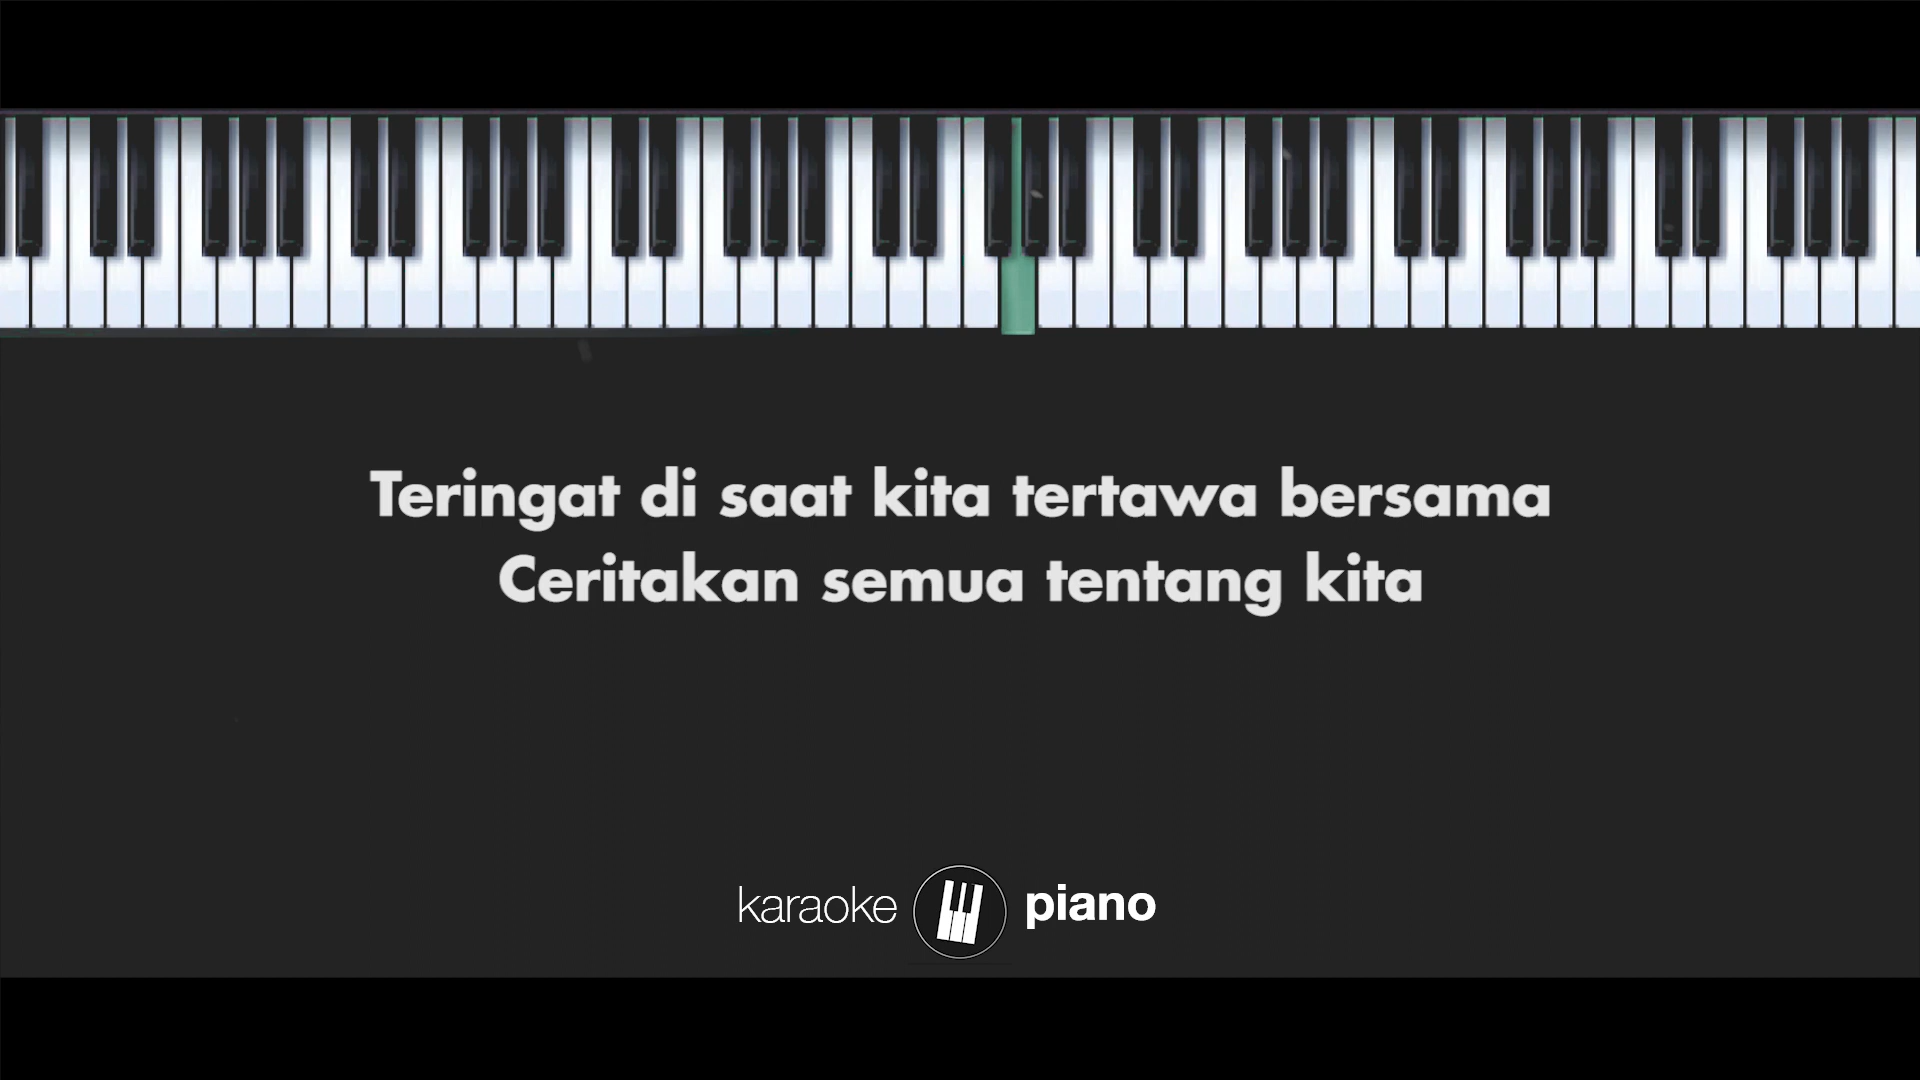 Teringat di saat kita tertawa bersama
Ceritakan semua tentang kita
karaoke piano